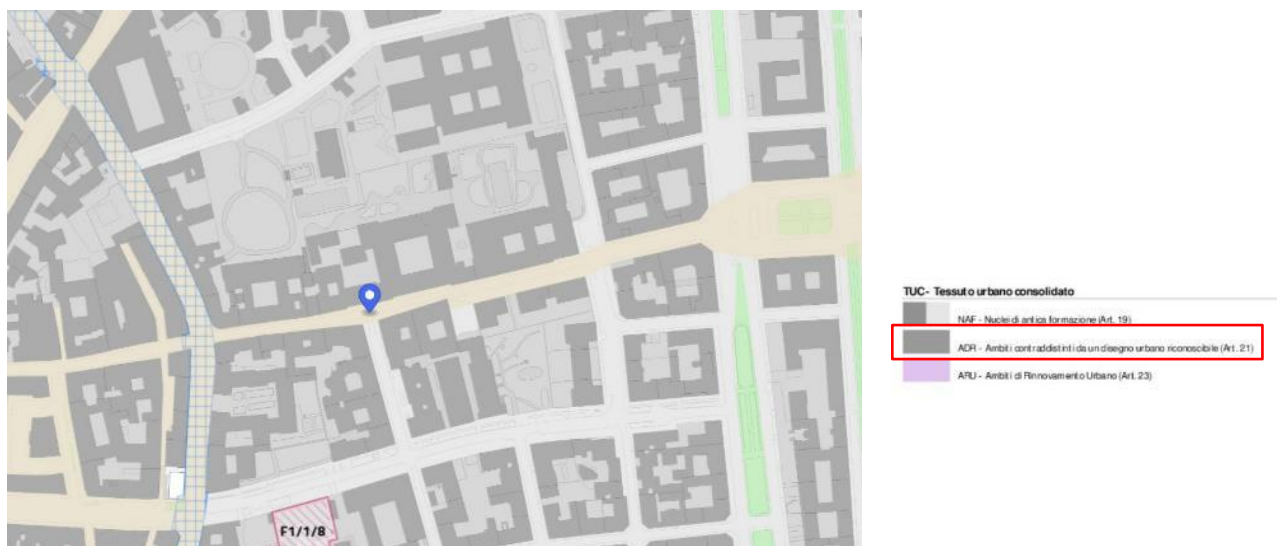 TUC- Tessuto urbano consolidato
NAF - Nuclei di antica formazione (Art. 19)
ADR - Ambiti contraddistinti da un disegno urbano riconoscibile (Art. 21)
ARU - Ambiti di Rinnovamento Urbano (Art. 23)
F1/1/8